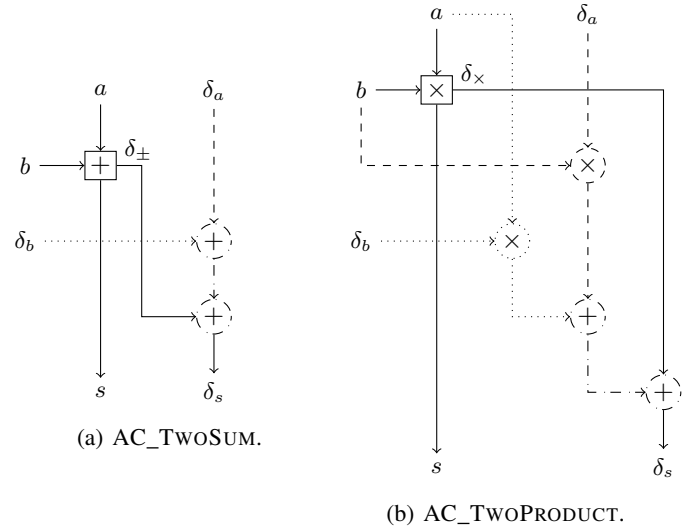 a
δ_a
b
δ_±
+
δ_b
+
+
s
δ_s
(a) AC_TWOSUM.
a
δ_a
b
×
δ_×
×
δ_b
×
+
+
s
δ_s
(b) AC_TWOPRODUCT.